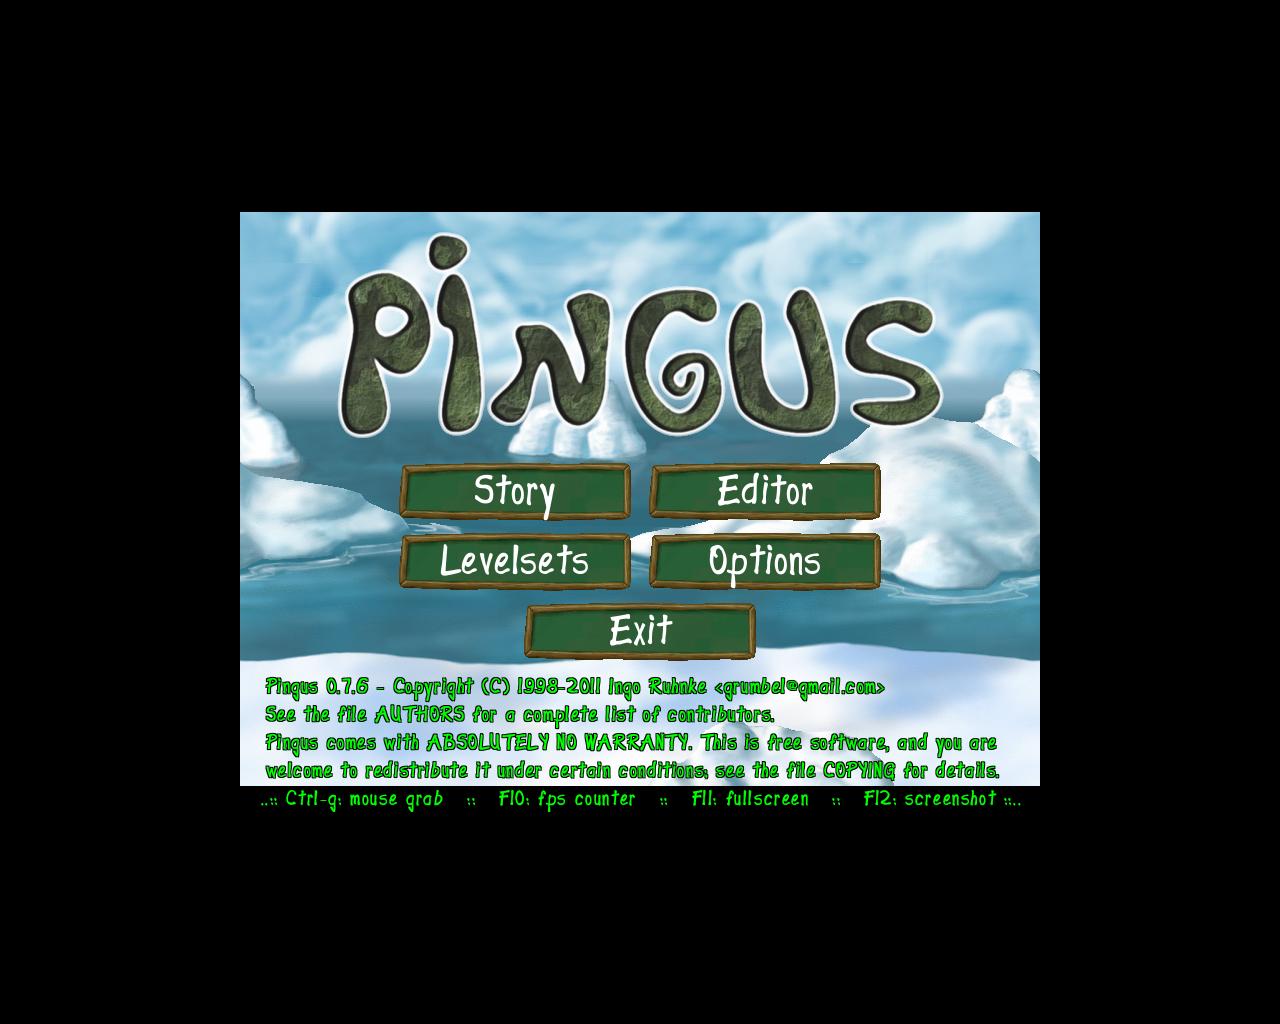 PiNGUS
Story
Editor
Levelsets
Options
Exit
Pingus 0.7.6 - Copyright (C) 1998-2011 Ingo Ruhnke <grumbel@gmail.com>
See the file AUTHORS for a complete list of contributors.
Pingus comes with ABSOLUTELY NO WARRANTY. This is free software, and you are
welcome to redistribute it under certain conditions; see the file COPYING for details.
..:: Ctrl-g: mouse grab :: F10: fps counter :: F11: fullscreen :: F12: screenshot ::..